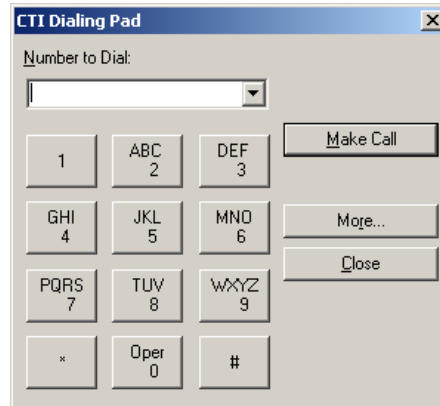 CTI Dialing Pad
Number to Dial:
Make Call
1
ABC
2
DEF
3
GHI
4
JKL
5
MNO
6
More...
Close
PQRS
7
TUV
8
WXYZ
9
*
Oper
0
#